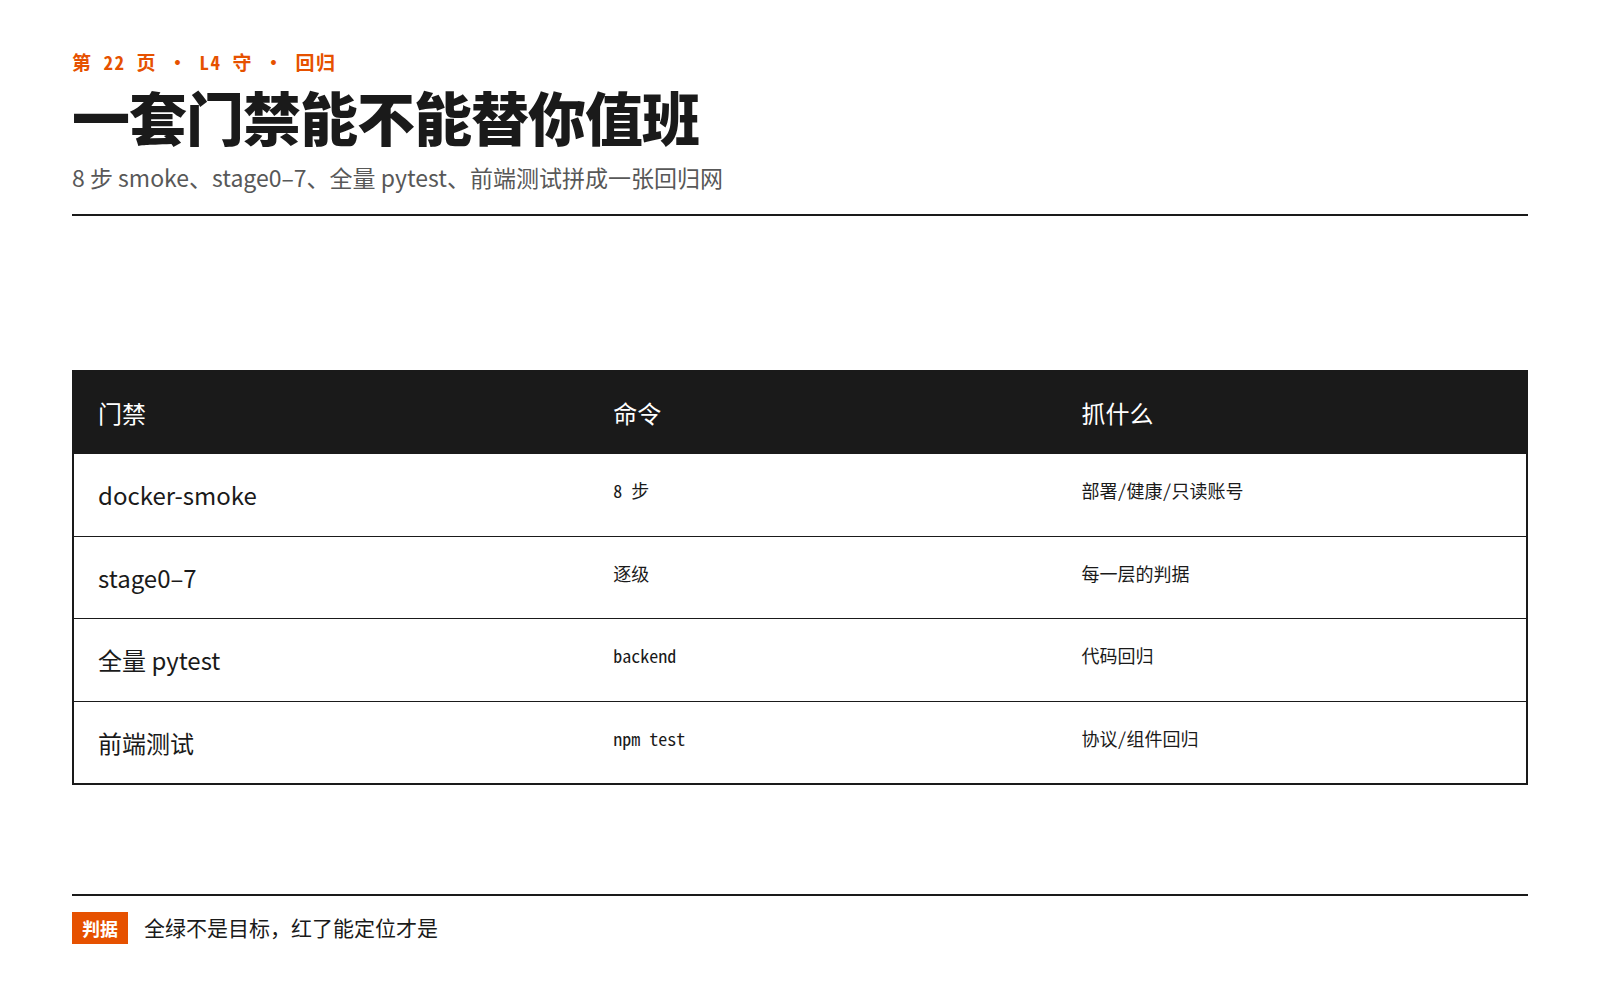 第 22 页 · L4 守 · 回归
一套门禁能不能替你值班
8 步 smoke、stage0–7、全量 pytest、前端测试拼成一张回归网
门禁 命令 抓什么
docker-smoke 8 步 部署/健康/只读账号
stage0–7 逐级 每一层的判据
全量 pytest backend 代码回归
前端测试 npm test 协议/组件回归
判据 全绿不是目标，红了能定位才是